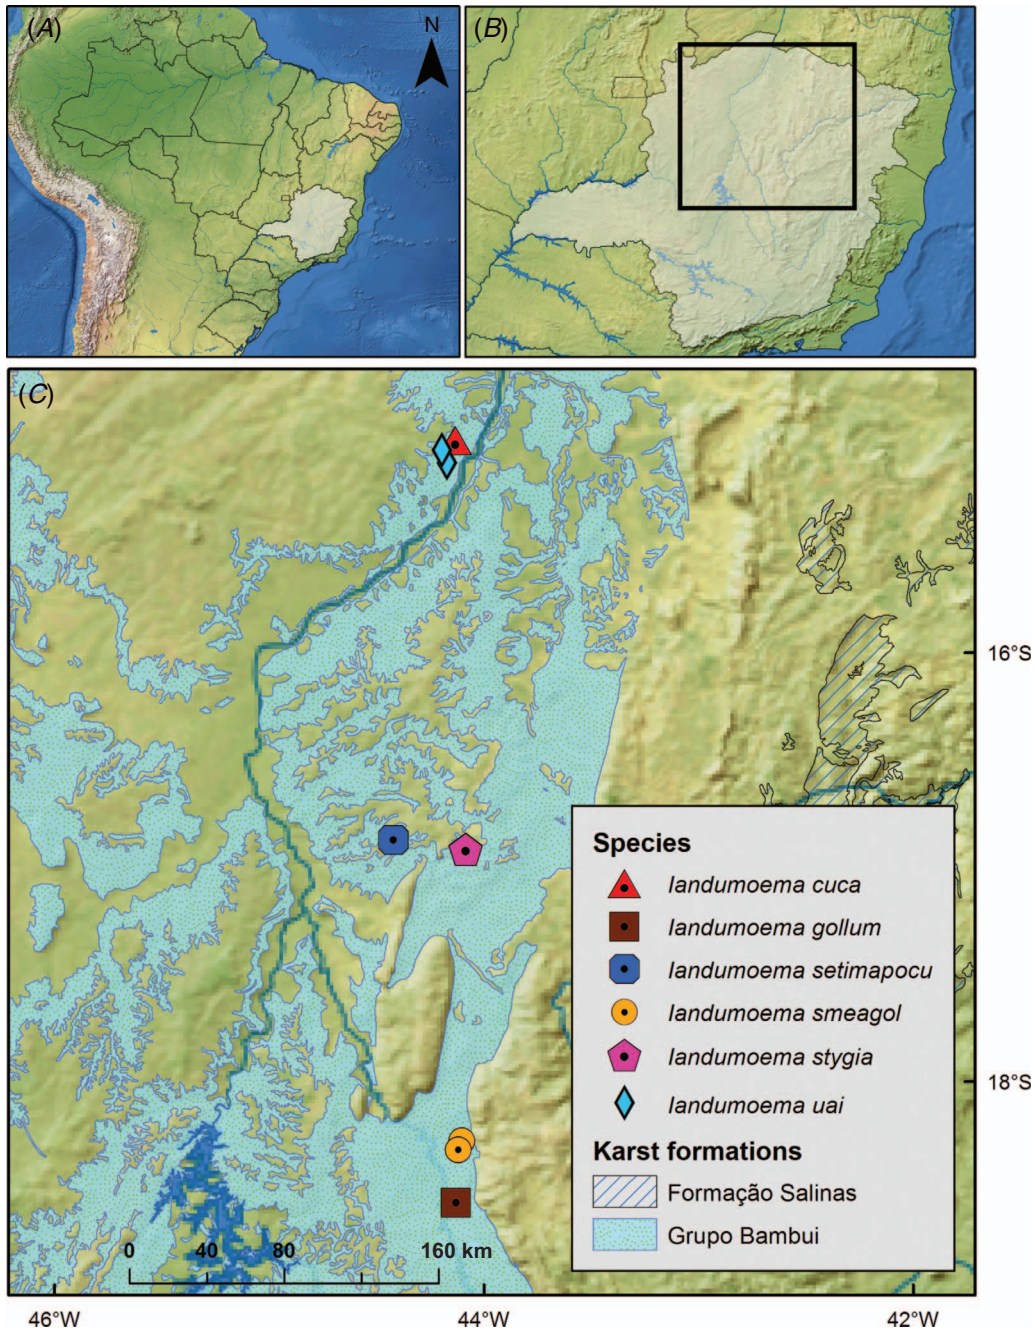 (A)
N
(B)
(C)
16°S
18°S
Species
Iandumoema cuca
Iandumoema gollum
Iandumoema setimapocu
Iandumoema smeagol
Iandumoema stygia
Iandumoema uai
Karst formations
Formação Salinas
Grupo Bambui
0 40 80 160 km
46°W 44°W 42°W